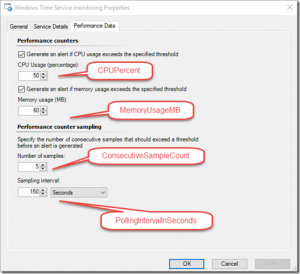 Windows Time Service monitoring Properties
General
Service Details
Performance Data
Performance counters
Generate an alert if CPU usage exceeds the specified threshold
CPU Usage (percentage):
50
CPUPercent
Generate an alert if memory usage exceeds the specified threshold
Memory usage (MB):
60
MemoryUsageMB
Performance counter sampling
Specify the number of consecutive samples that should exceed a threshold
before an alert is generated
Number of samples:
5
ConsecutiveSampleCount
Sampling interval:
150
Seconds
PollingIntervalInSeconds
OK
Cancel
Apply